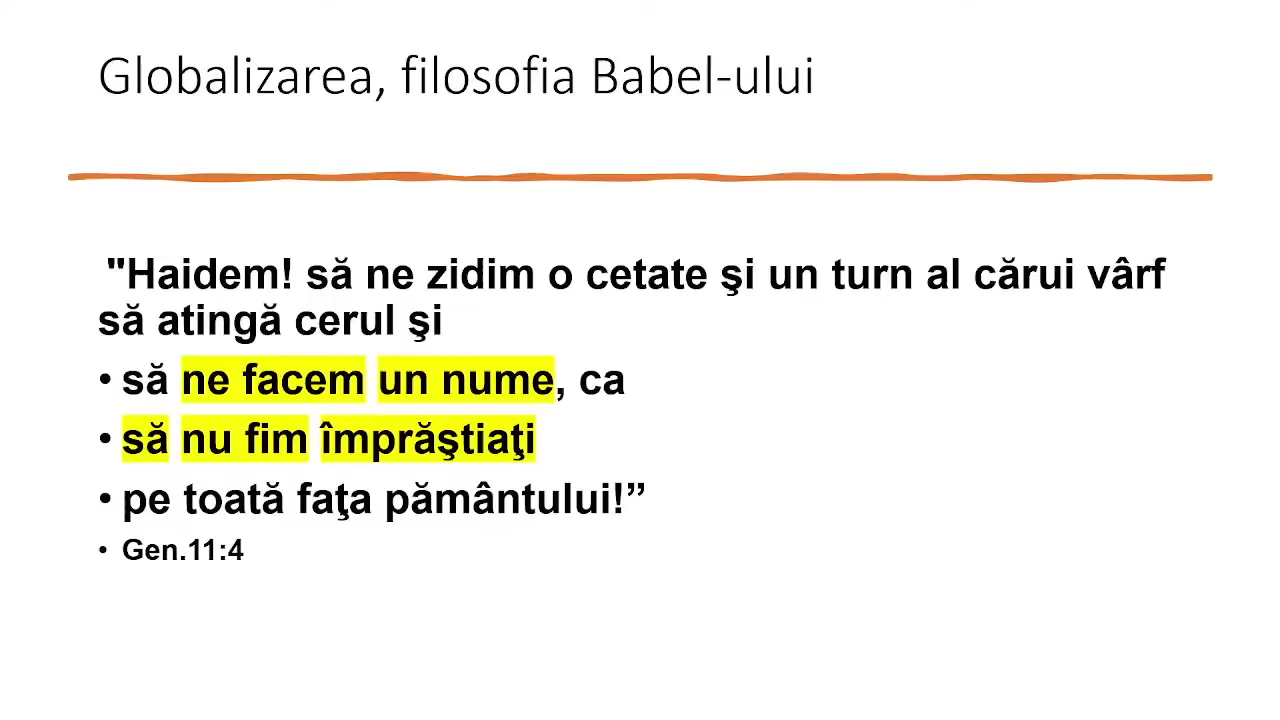 Globalizarea, filosofia Babel-ului
"Haidem! să ne zidim o cetate şi un turn al cărui vârf
să atingă cerul şi
• să ne facem un nume, ca
• să nu fim împrăştiaţi
• pe toată faţa pământului!”
• Gen.11:4